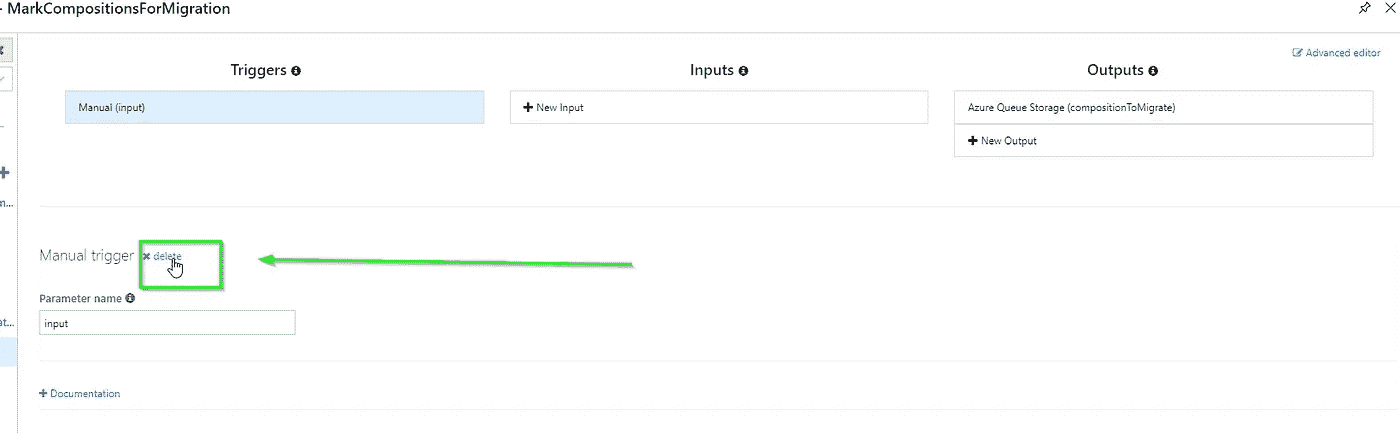 - MarkCompositionsForMigration
Advanced editor
Triggers
Inputs
Outputs
Manual (input)
New Input
Azure Queue Storage (compositionToMigrate)
New Output
m...
Manual trigger
delete
Parameter name
at...
input
Documentation